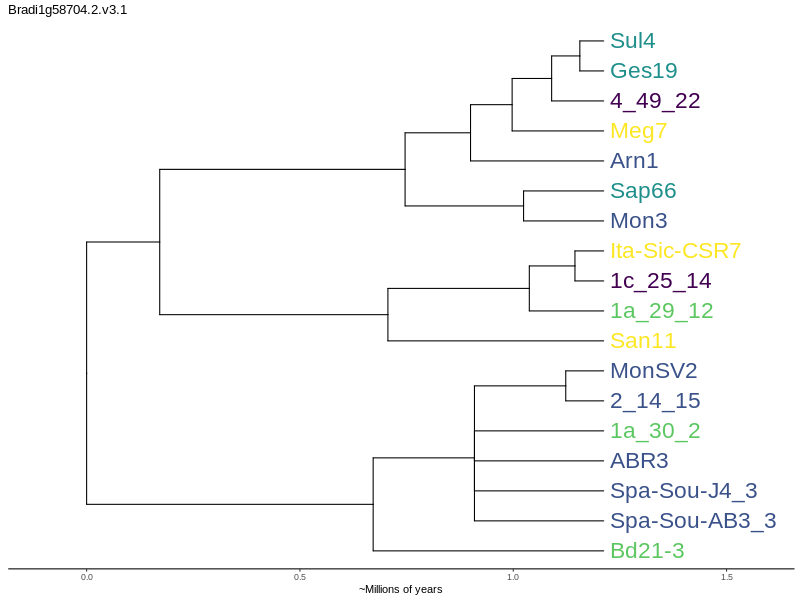 Bradi1g58704.2.v3.1
Sul4
Ges19
4_49_22
Meg7
Arn1
Sap66
Mon3
Ita-Sic-CSR7
1c_25_14
1a_29_12
San11
MonSV2
2_14_15
1a_30_2
ABR3
Spa-Sou-J4_3
Spa-Sou-AB3_3
Bd21-3
0.0 0.5 1.0 1.5
~Millions of years